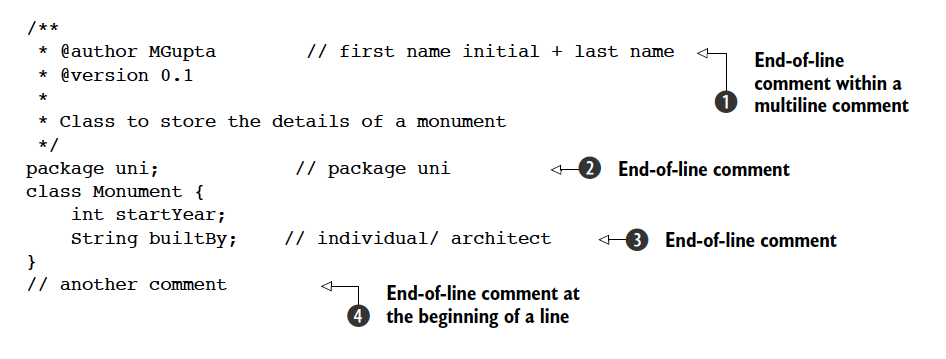 /**
 * @author MGupta        // first name initial + last name
End-of-line
comment within a
1 multiline comment
 * @version 0.1
 *
 * Class to store the details of a monument
 */
package uni;            // package uni
2 End-of-line comment
class Monument {
    int startYear;
    String builtBy;    // individual/ architect
3 End-of-line comment
}
// another comment
End-of-line comment at
4 the beginning of a line